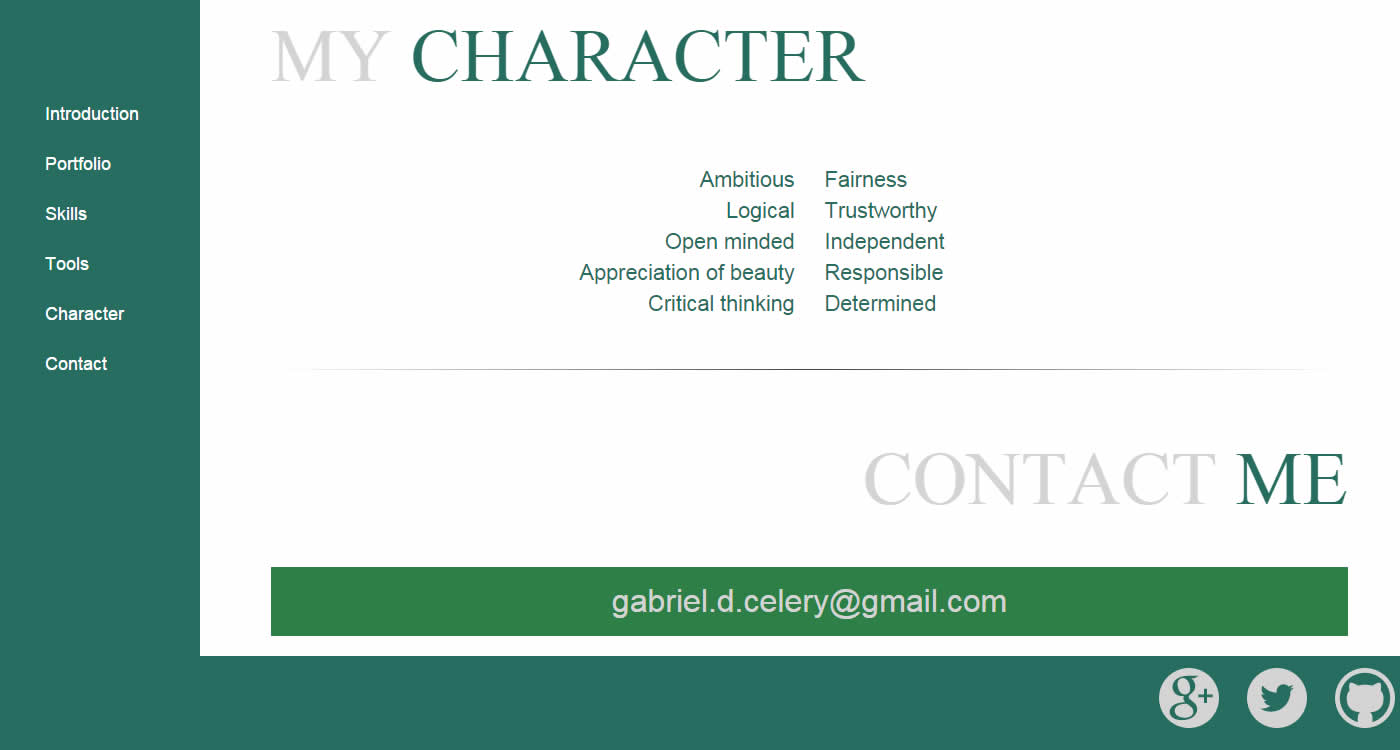 Introduction
Portfolio
Skills
Tools
Character
Contact
MY CHARACTER
Ambitious Fairness
Logical Trustworthy
Open minded Independent
Appreciation of beauty Responsible
Critical thinking Determined
CONTACT ME
gabriel.d.celery@gmail.com
g+